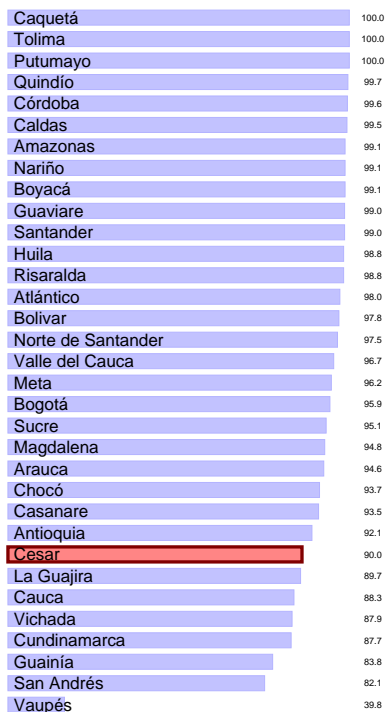 Caquetá 100.0
Tolima 100.0
Putumayo 100.0
Quindío 99.7
Córdoba 99.6
Caldas 99.5
Amazonas 99.1
Nariño 99.1
Boyacá 99.1
Guaviare 99.0
Santander 99.0
Huila 98.8
Risaralda 98.8
Atlántico 98.0
Bolivar 97.8
Norte de Santander 97.5
Valle del Cauca 96.7
Meta 96.2
Bogotá 95.9
Sucre 95.1
Magdalena 94.8
Arauca 94.6
Chocó 93.7
Casanare 93.5
Antioquia 92.1
Cesar 90.0
La Guajira 89.7
Cauca 88.3
Vichada 87.9
Cundinamarca 87.7
Guainía 83.8
San Andrés 82.1
Vaupés 39.8